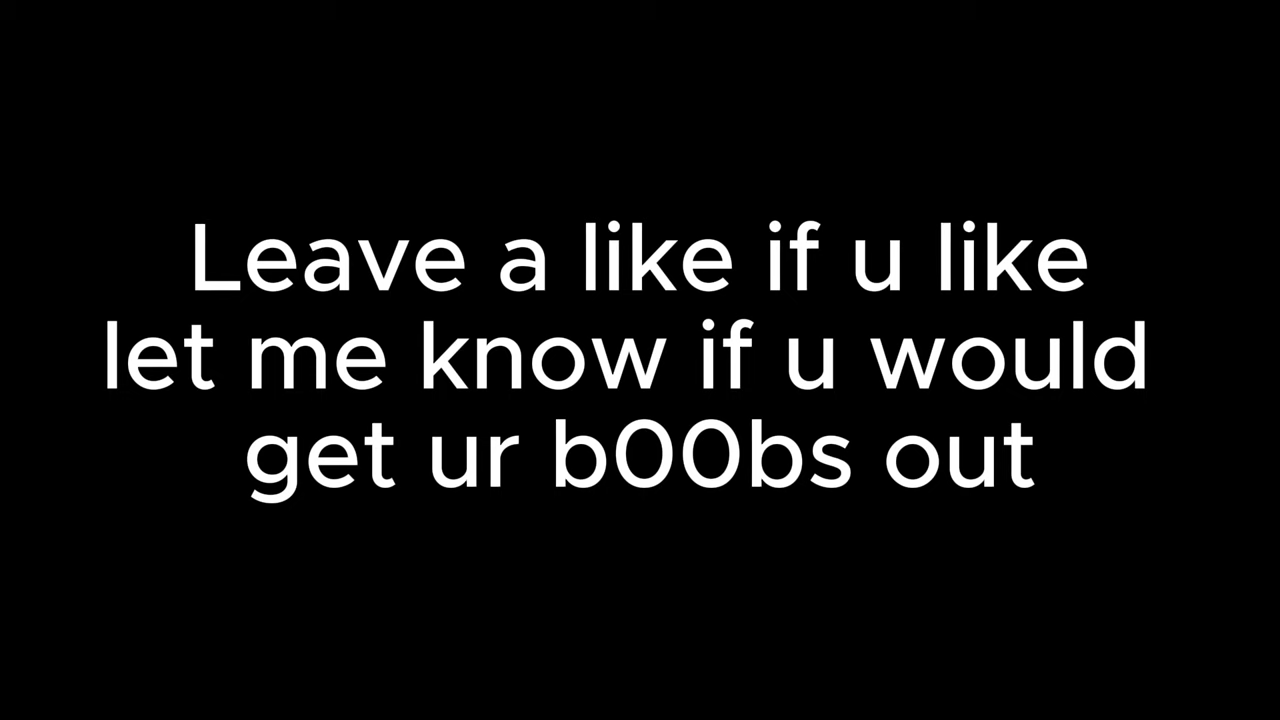 Leave a like if u like
let me know if u would
get ur b00bs out